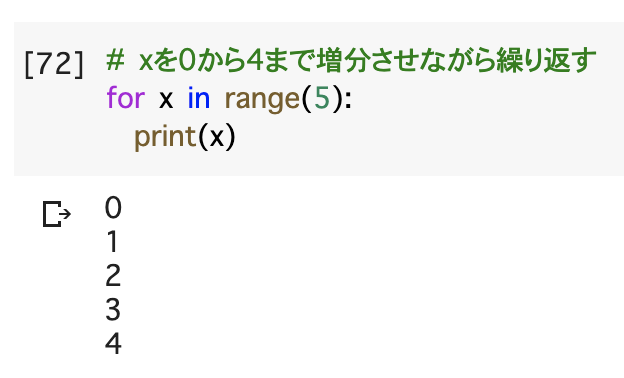 [72] # xを0から4まで増分させながら繰り返す
for x in range(5):
  print(x)
0
1
2
3
4